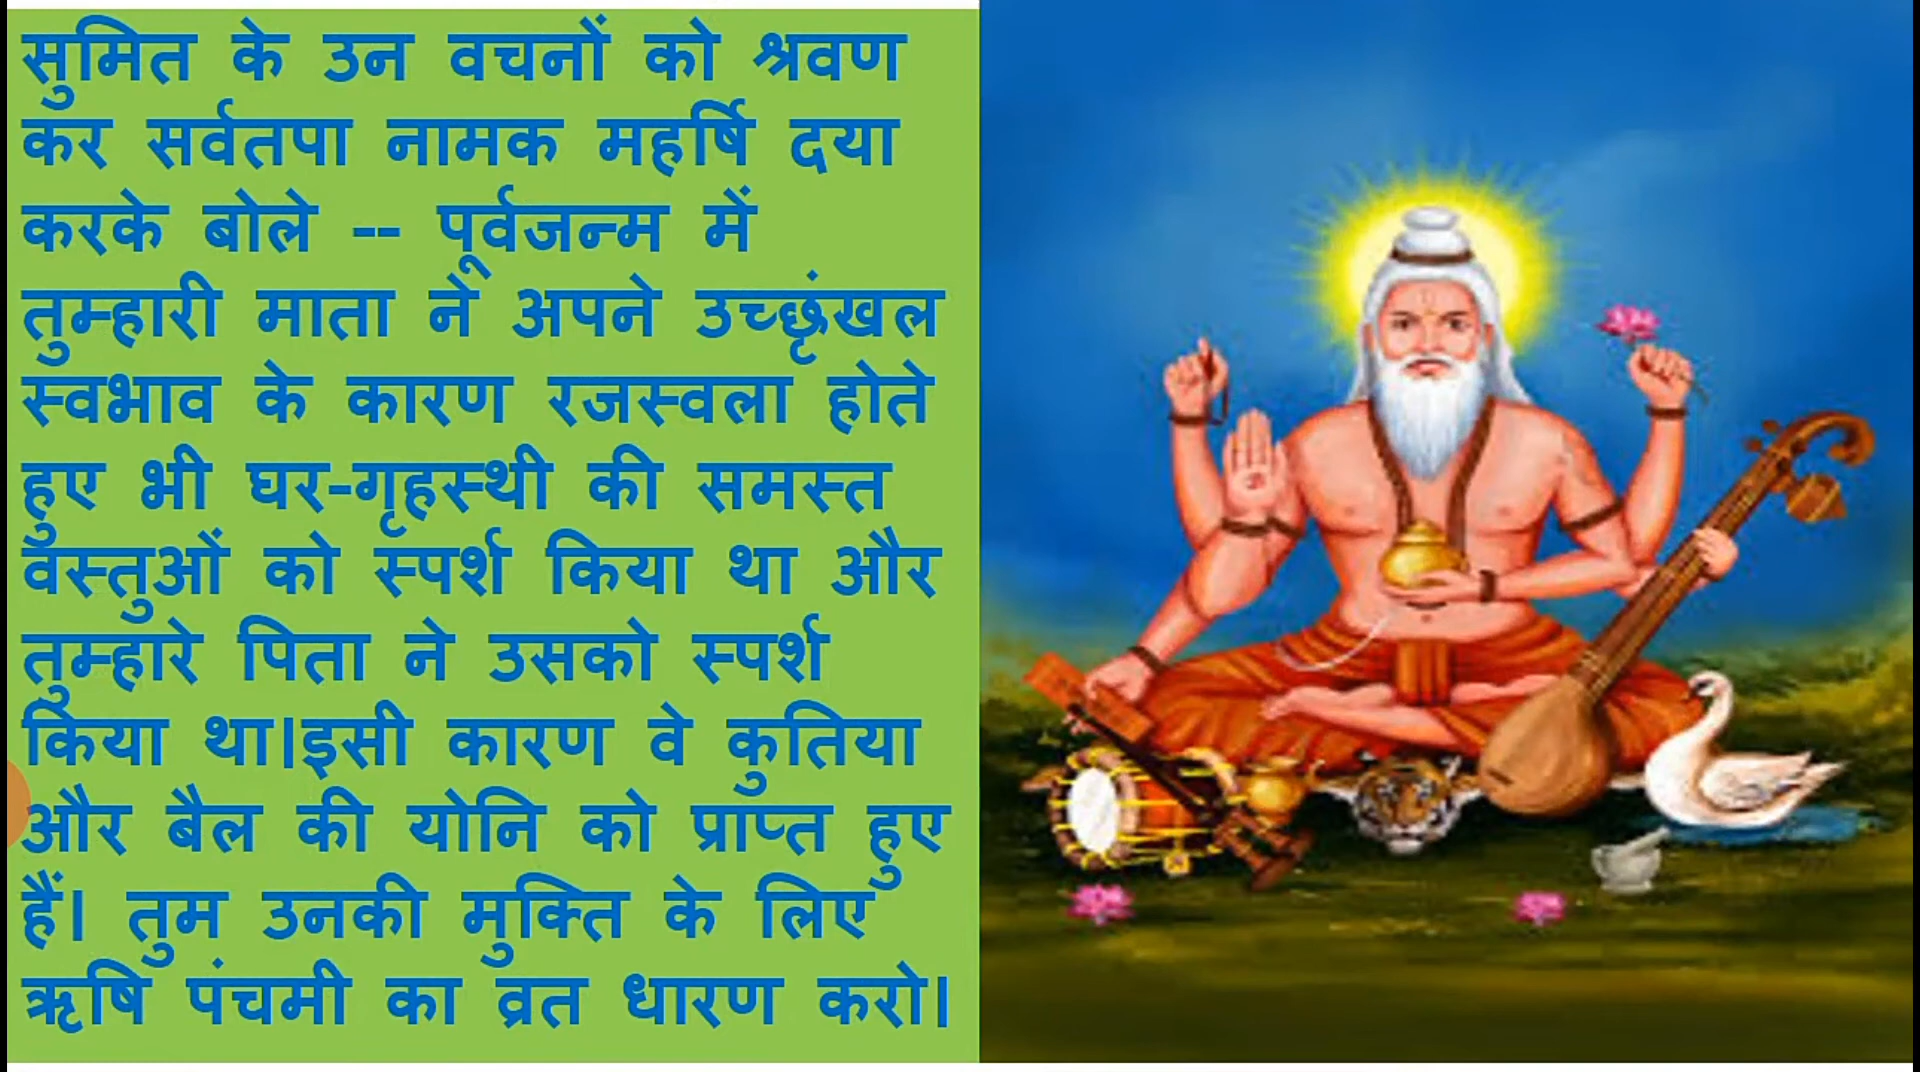 सुमित के उन वचनों को श्रवण
कर सर्वतपा नामक महर्षि दया
करके बोले -- पूर्वजन्म में
तुम्हारी माता ने अपने उच्छृंखल
स्वभाव के कारण रजस्वला होते
हुए भी घर-गृहस्थी की समस्त
वस्तुओं को स्पर्श किया था और
तुम्हारे पिता ने उसको स्पर्श
किया था।इसी कारण वे कुतिया
और बैल की योनि को प्राप्त हुए
हैं। तुम उनकी मुक्ति के लिए
ऋषि पंचमी का व्रत धारण करो।